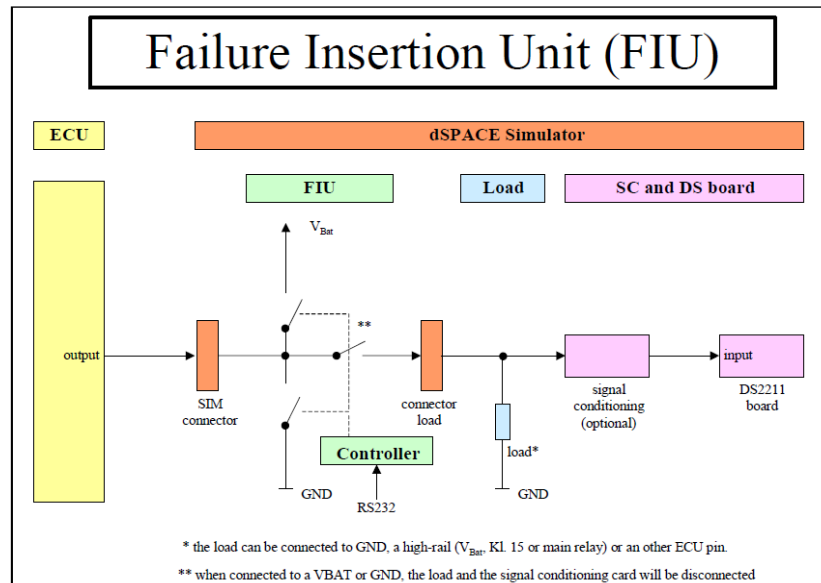 Failure Insertion Unit (FIU)
ECU
dSPACE Simulator
FIU
Load
SC and DS board
V_Bat
**
output
input
SIM
connector
connector
load
signal
conditioning
(optional)
DS2211
board
load*
Controller
GND
RS232
GND
* the load can be connected to GND, a high-rail (V_Bat, Kl. 15 or main relay) or an other ECU pin.
** when connected to a VBAT or GND, the load and the signal conditioning card will be disconnected